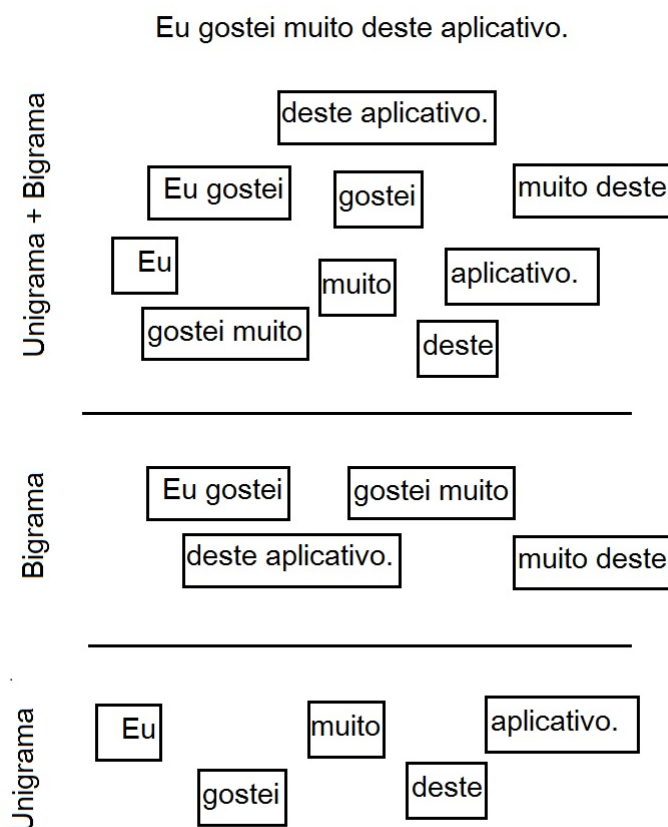 Eu gostei muito deste aplicativo.
Unigrama + Bigrama
deste aplicativo.
Eu gostei
gostei
muito deste
Eu
muito
aplicativo.
gostei muito
deste
Bigrama
Eu gostei
gostei muito
deste aplicativo.
muito deste
Unigrama
Eu
muito
aplicativo.
gostei
deste